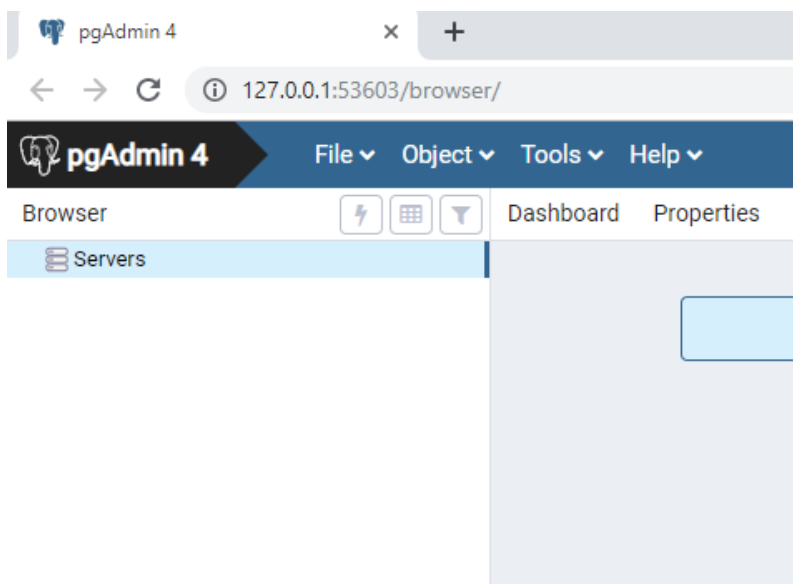 pgAdmin 4
127.0.0.1:53603/browser/
pgAdmin 4 File Object Tools Help
Browser Dashboard Properties
Servers